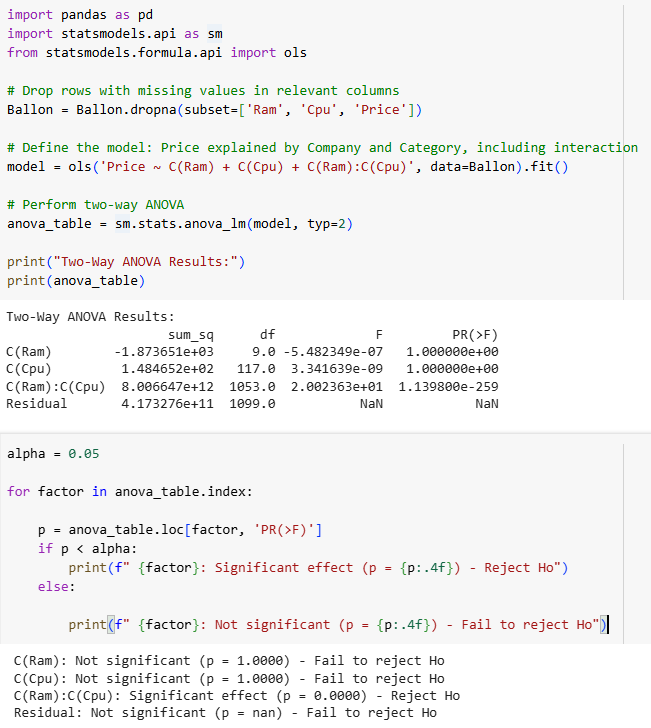 import pandas as pd
import statsmodels.api as sm
from statsmodels.formula.api import ols
# Drop rows with missing values in relevant columns
Ballon = Ballon.dropna(subset=['Ram', 'Cpu', 'Price'])
# Define the model: Price explained by Company and Category, including interaction
model = ols('Price ~ C(Ram) + C(Cpu) + C(Ram):C(Cpu)', data=Ballon).fit()
# Perform two-way ANOVA
anova_table = sm.stats.anova_lm(model, typ=2)
print("Two-Way ANOVA Results:")
print(anova_table)
Two-Way ANOVA Results:
sum_sq df F PR(>F)
C(Ram) -1.873651e+03 9.0 -5.482349e-07 1.000000e+00
C(Cpu) 1.484652e+02 117.0 3.341639e-09 1.000000e+00
C(Ram):C(Cpu) 8.006647e+12 1053.0 2.002363e+01 1.139800e-259
Residual 4.173276e+11 1099.0 NaN NaN
alpha = 0.05
for factor in anova_table.index:
p = anova_table.loc[factor, 'PR(>F)']
if p < alpha:
print(f" {factor}: Significant effect (p = {p:.4f}) - Reject Ho")
else:
print(f" {factor}: Not significant (p = {p:.4f}) - Fail to reject Ho")
C(Ram): Not significant (p = 1.0000) - Fail to reject Ho
C(Cpu): Not significant (p = 1.0000) - Fail to reject Ho
C(Ram):C(Cpu): Significant effect (p = 0.0000) - Reject Ho
Residual: Not significant (p = nan) - Fail to reject Ho